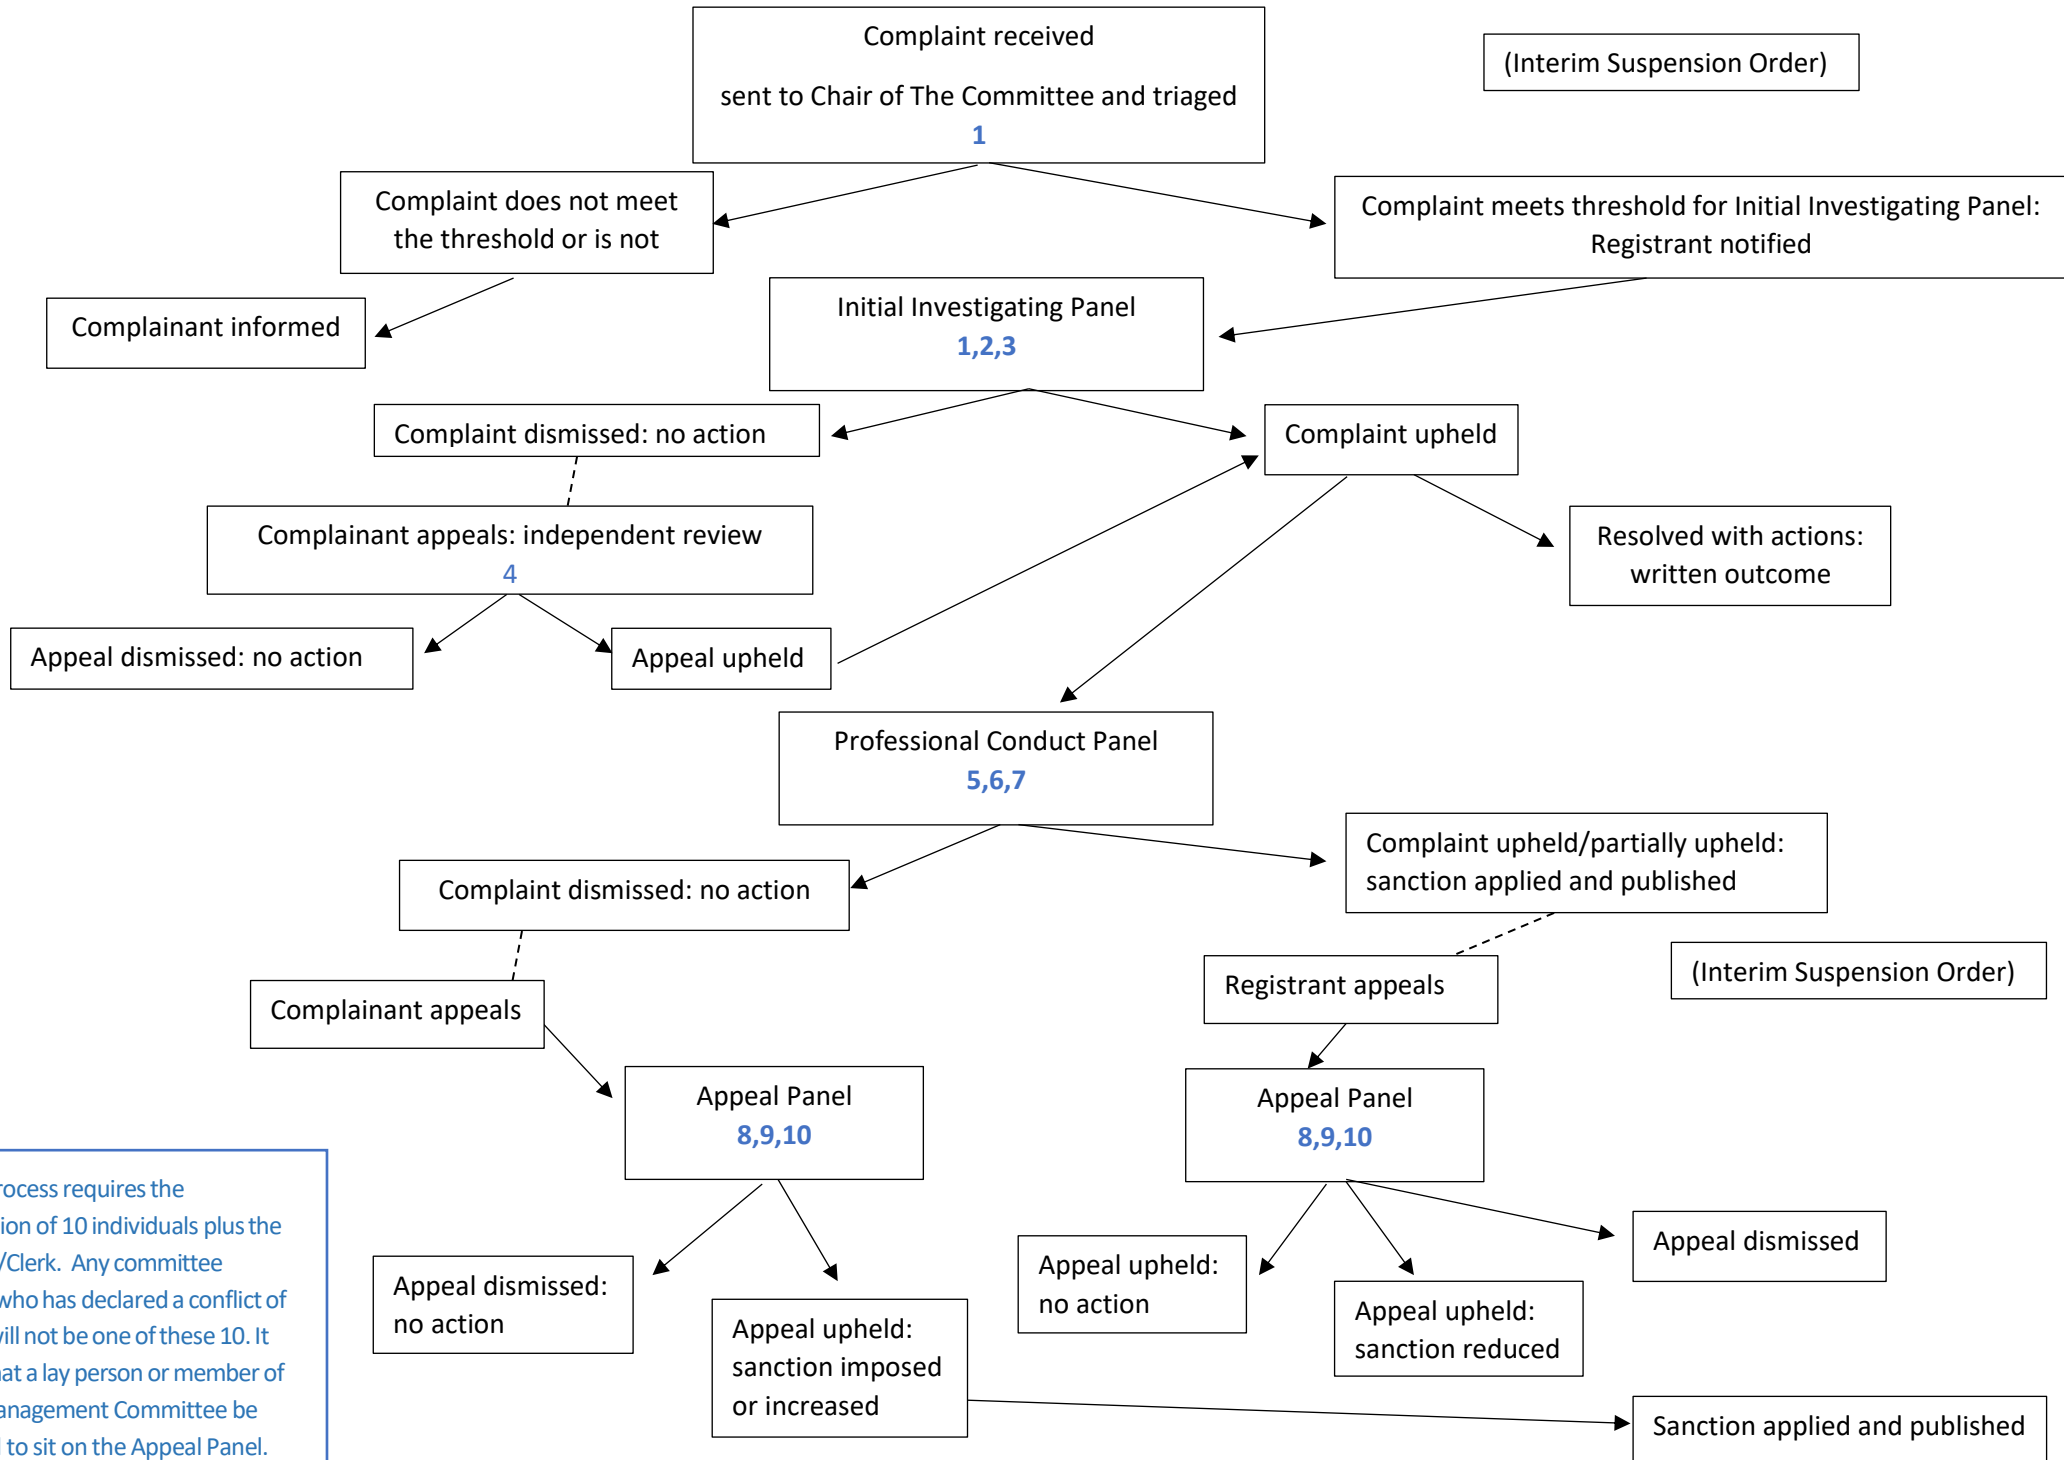 Complaint received
sent to Chair of The Committee and triaged
1
(Interim Suspension Order)
Complaint does not meet
the threshold or is not
Complaint meets threshold for Initial Investigating Panel:
Registrant notified
Complainant informed
Initial Investigating Panel
1,2,3
Complaint dismissed: no action
Complaint upheld
Complainant appeals: independent review
4
Resolved with actions:
written outcome
Appeal dismissed: no action
Appeal upheld
Professional Conduct Panel
5,6,7
Complaint dismissed: no action
Complaint upheld/partially upheld:
sanction applied and published
Complainant appeals
Registrant appeals
(Interim Suspension Order)
Appeal Panel
8,9,10
Appeal Panel
8,9,10
Appeal dismissed:
no action
Appeal upheld:
sanction imposed
or increased
Appeal upheld:
no action
Appeal upheld:
sanction reduced
Appeal dismissed
Sanction applied and published
requires the
of 10 individuals plus the
/Clerk. Any committee
who has declared a conflict of
will not be one of these 10. It
a lay person or member of
Committee be
to sit on the Appeal Panel.